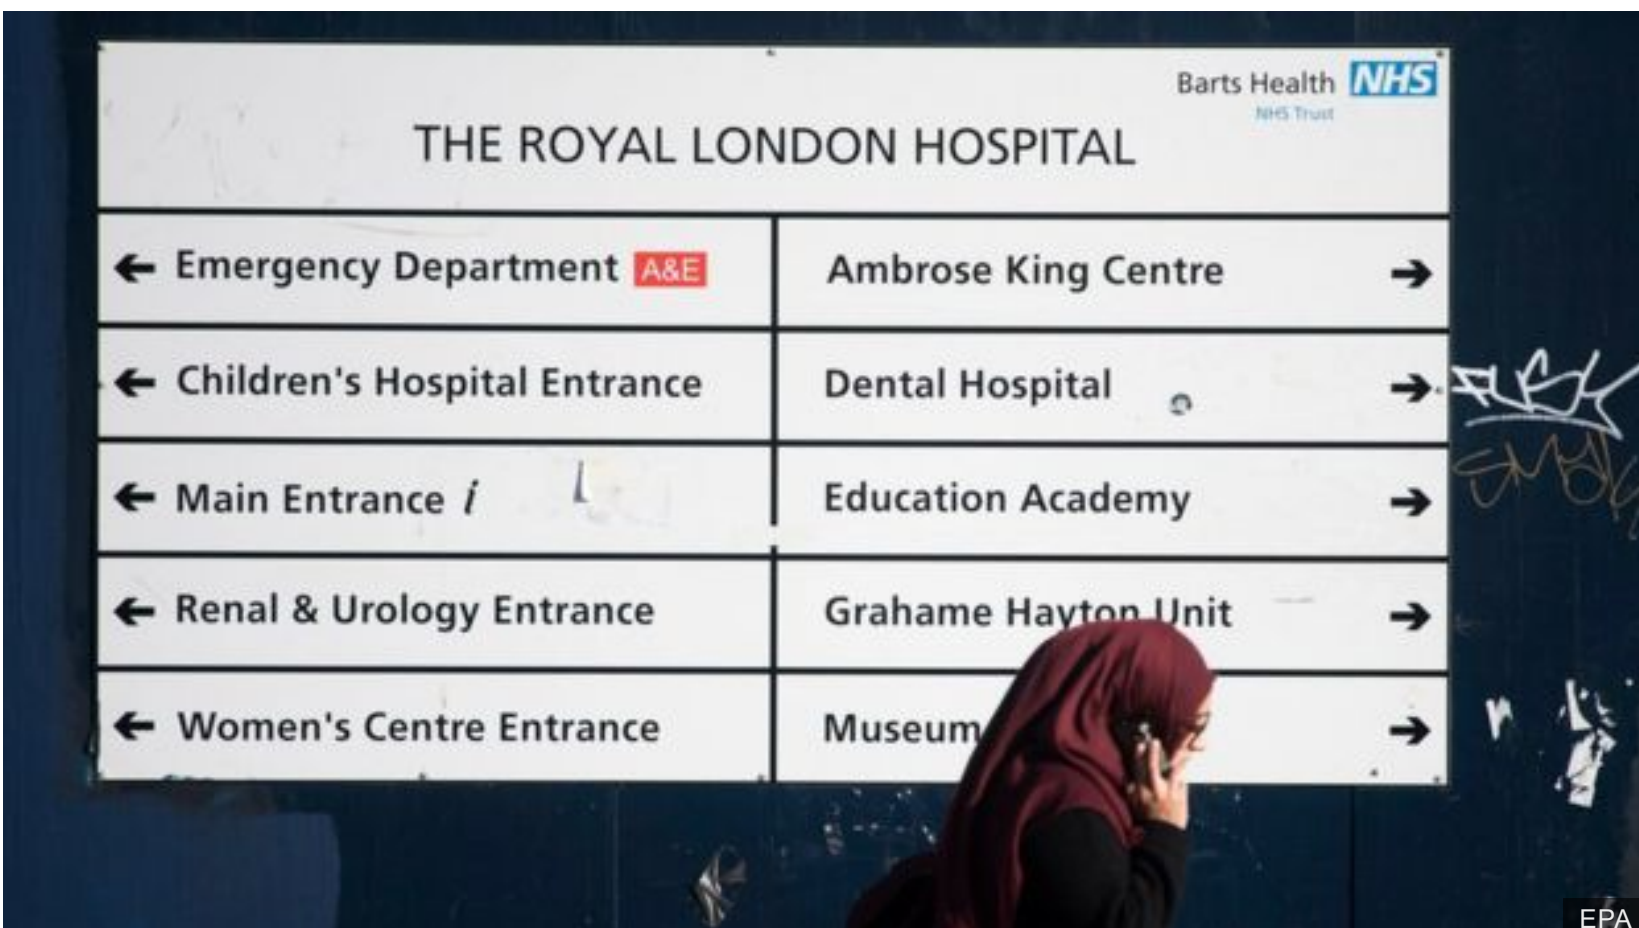 Barts Health NHS
NHS Trust
THE ROYAL LONDON HOSPITAL
← Emergency Department A&E
← Children's Hospital Entrance
← Main Entrance i
← Renal & Urology Entrance
← Women's Centre Entrance
Ambrose King Centre →
Dental Hospital →
Education Academy →
Grahame Hayton Unit →
Museum →
EPA